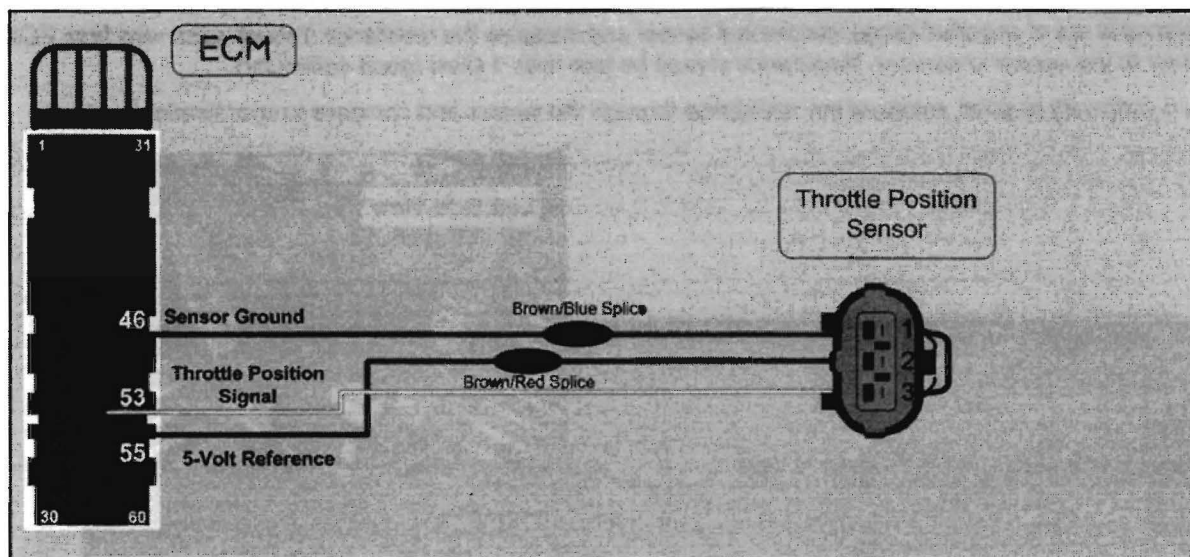 ECM
1 31
Throttle Position
Sensor
46
Sensor Ground
Brown/Blue Splice
1
2
Throttle Position
Signal
Brown/Red Splice
53
3
55
5-Volt Reference
30 60